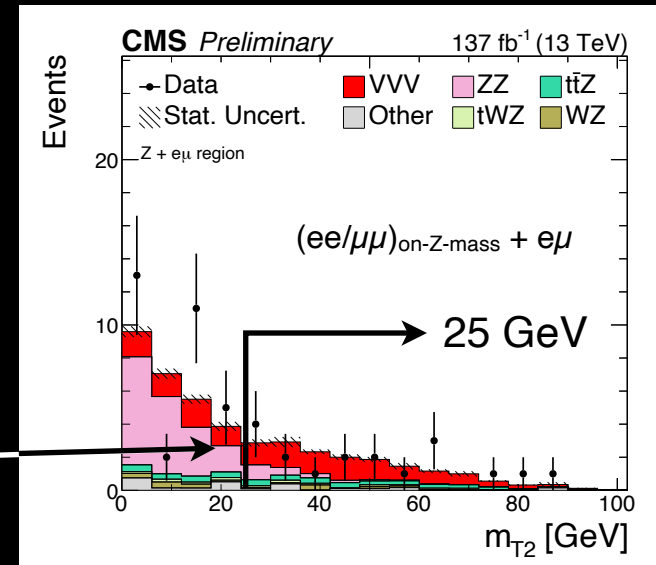 CMS Preliminary 137 fb⁻¹ (13 TeV)
Events
Data VVV ZZ tt̄Z
Stat. Uncert. Other tWZ WZ
Z + eμ region
(ee/μμ)on-Z-mass + eμ
25 GeV
20
10
0
0 20 40 60 80 100
mT2 [GeV]